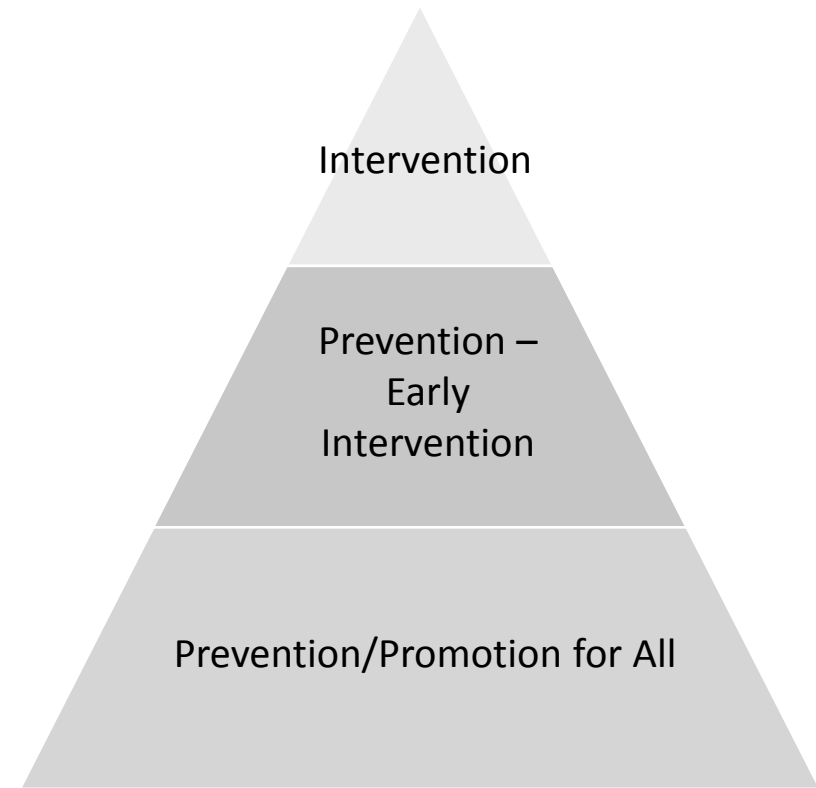 Intervention
Prevention –
Early
Intervention
Prevention/Promotion for All